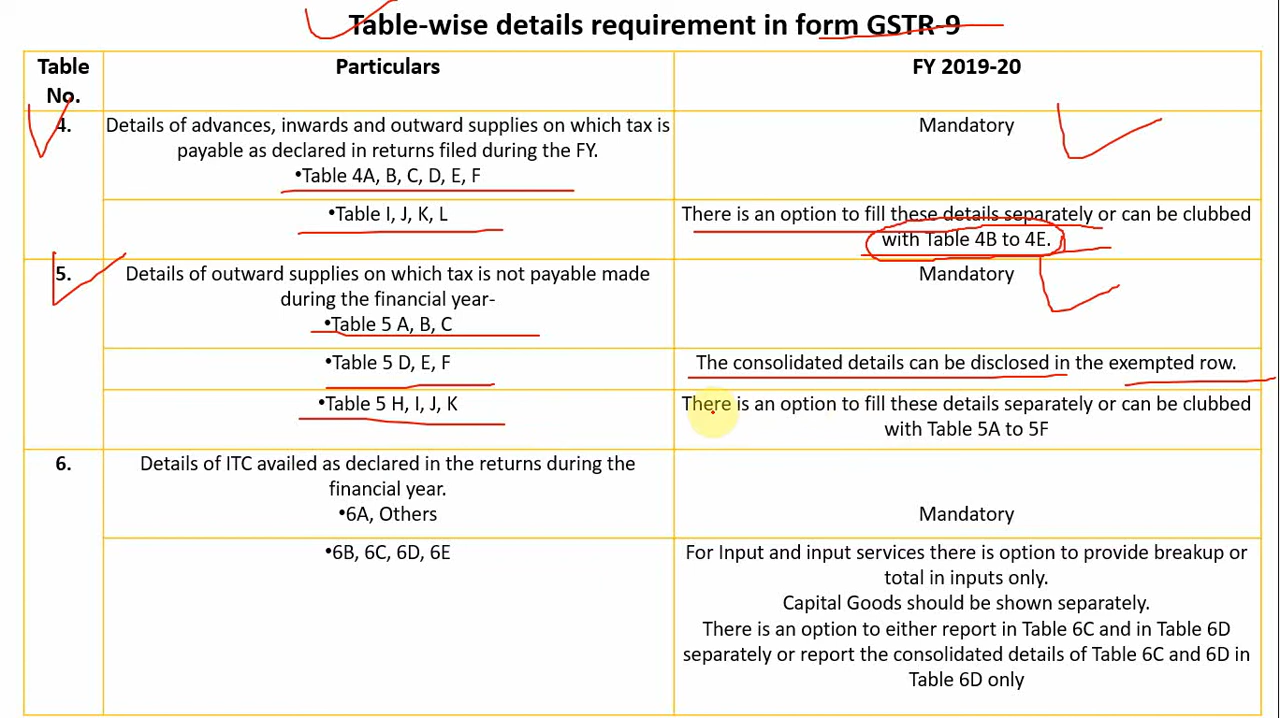 Table-wise details requirement in form GSTR-9
Table
No.
Particulars
FY 2019-20
4.
Details of advances, inwards and outward supplies on which tax is
payable as declared in returns filed during the FY.
•Table 4A, B, C, D, E, F
Mandatory
•Table I, J, K, L
There is an option to fill these details separately or can be clubbed
with Table 4B to 4E.
5.
Details of outward supplies on which tax is not payable made
during the financial year-
•Table 5 A, B, C
Mandatory
•Table 5 D, E, F
The consolidated details can be disclosed in the exempted row.
•Table 5 H, I, J, K
There is an option to fill these details separately or can be clubbed
with Table 5A to 5F
6.
Details of ITC availed as declared in the returns during the
financial year.
•6A, Others
Mandatory
•6B, 6C, 6D, 6E
For Input and input services there is option to provide breakup or
total in inputs only.
Capital Goods should be shown separately.
There is an option to either report in Table 6C and in Table 6D
separately or report the consolidated details of Table 6C and 6D in
Table 6D only